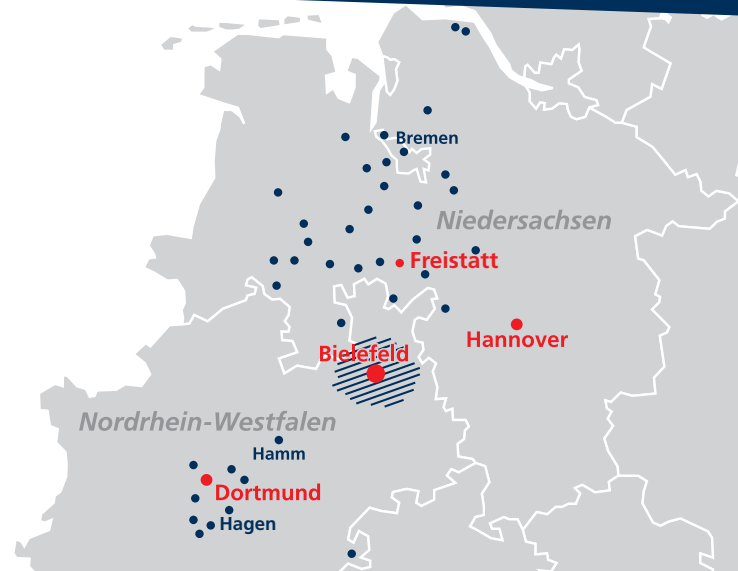 Bremen
Niedersachsen
Freistatt
Hannover
Bielefeld
Nordrhein-Westfalen
Hamm
Dortmund
Hagen